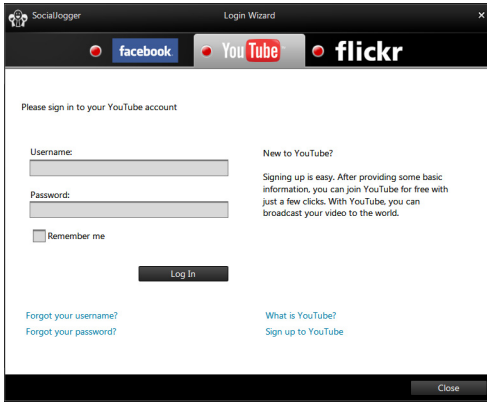 SocialJogger
Login Wizard
×
facebook.
YouTube
flickr
Please sign in to your YouTube account
Username:
Password:
Remember me
Log In
Forgot your username?
Forgot your password?
New to YouTube?
Signing up is easy. After providing some basic
information, you can join YouTube for free with
just a few clicks. With YouTube, you can
broadcast your video to the world.
What is YouTube?
Sign up to YouTube
Close